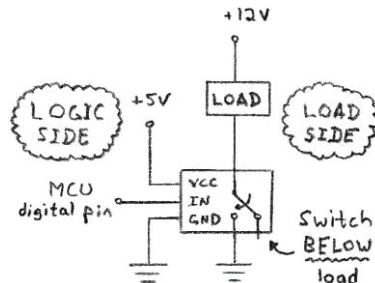 +12V
LOGIC
SIDE
+5V
LOAD
LOAD
SIDE
MCU
digital pin
VCC
IN
GND
Switch
BELOW
load